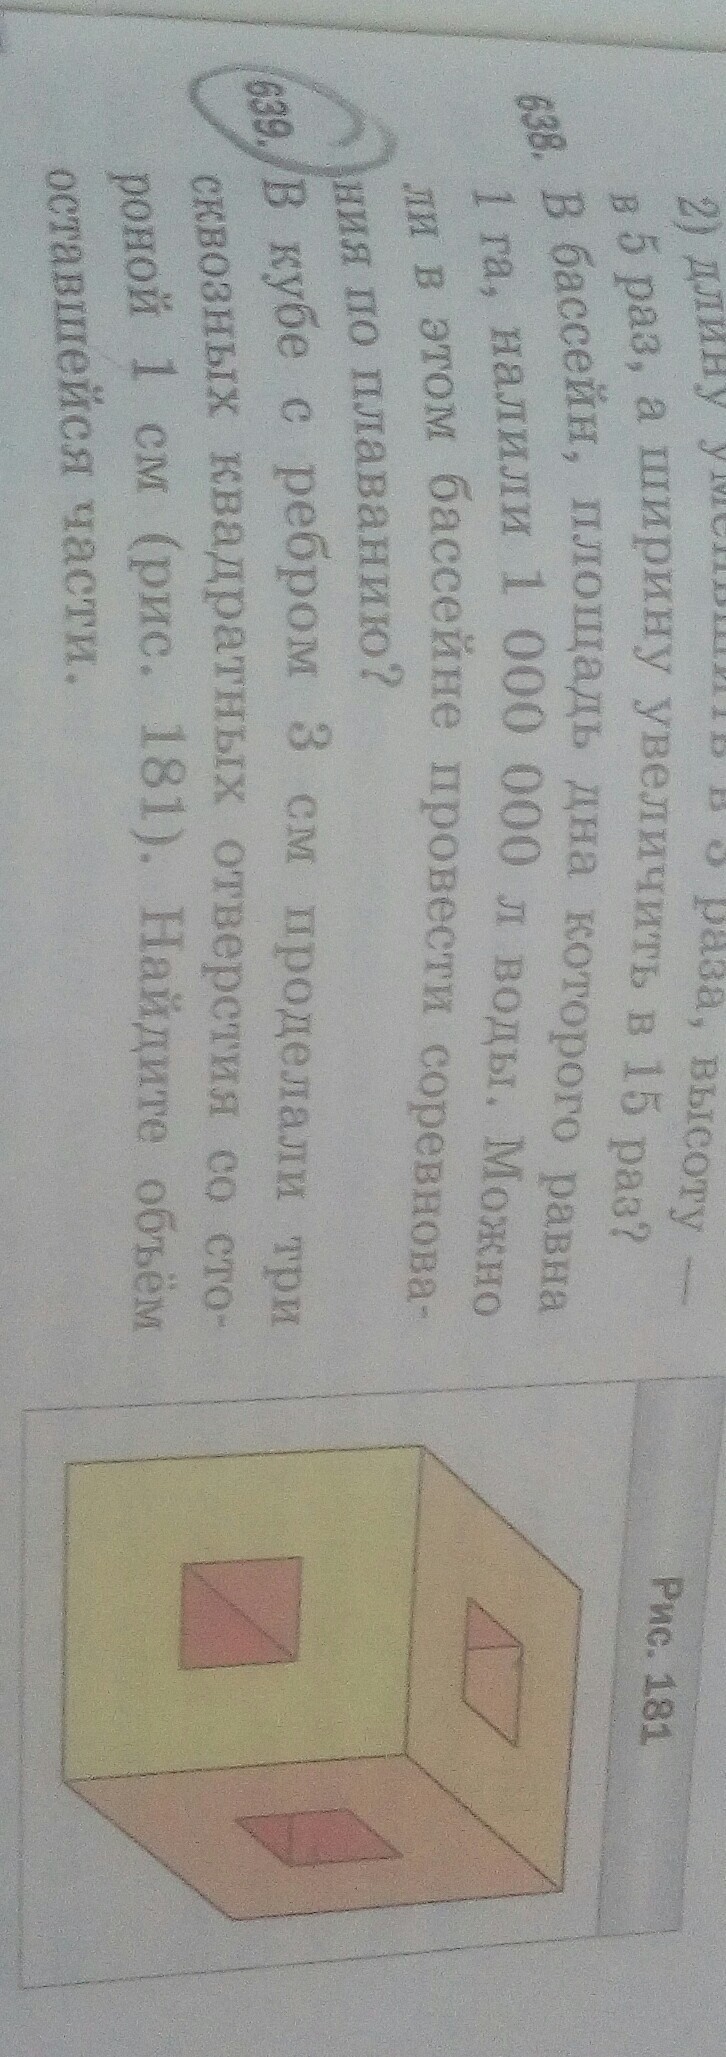 2) длину уменьшить в 3 раза, высоту —
в 5 раз, а ширину увеличить в 15 раз?
638. В бассейн, площадь дна которого равна
1 га, налили 1 000 000 л воды. Можно
ли в этом бассейне провести соревнова-
ния по плаванию?
639. В кубе с ребром 3 см проделали три
сквозных квадратных отверстия со сто-
роной 1 см (рис. 181). Найдите объём
оставшейся части.
Рис. 181